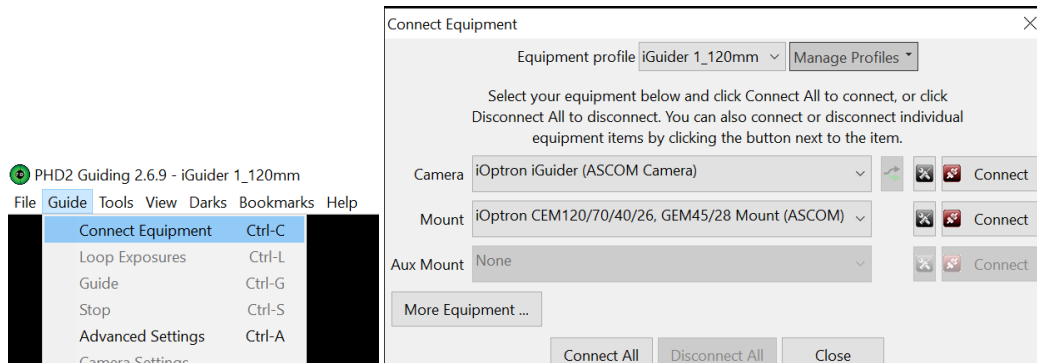 PHD2 Guiding 2.6.9 - iGuider 1_120mm
File Guide Tools View Darks Bookmarks Help
Connect Equipment Ctrl-C
Loop Exposures Ctrl-L
Guide Ctrl-G
Stop Ctrl-S
Advanced Settings Ctrl-A
Camera Settings
Connect Equipment
Equipment profile iGuider 1_120mm Manage Profiles
Select your equipment below and click Connect All to connect, or click
Disconnect All to disconnect. You can also connect or disconnect individual
equipment items by clicking the button next to the item.
Camera iOptron iGuider (ASCOM Camera) Connect
Mount iOptron CEM120/70/40/26, GEM45/28 Mount (ASCOM) Connect
Aux Mount None Connect
More Equipment ...
Connect All Disconnect All Close